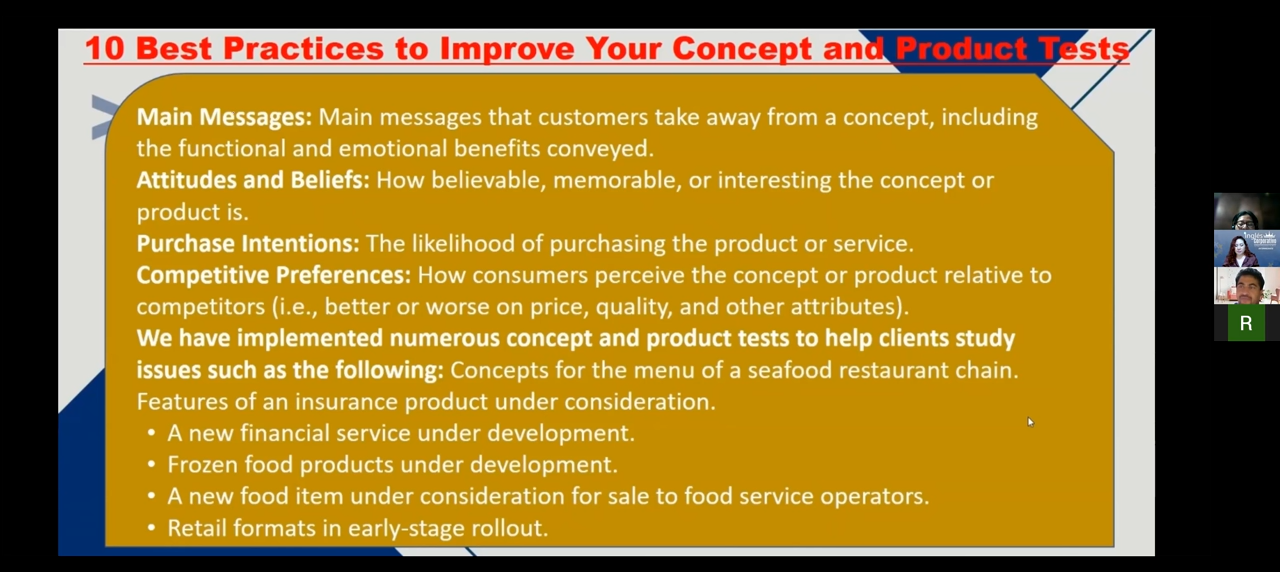 10 Best Practices to Improve Your Concept and Product Tests
Main Messages: Main messages that customers take away from a concept, including
the functional and emotional benefits conveyed.
Attitudes and Beliefs: How believable, memorable, or interesting the concept or
product is.
Purchase Intentions: The likelihood of purchasing the product or service.
Competitive Preferences: How consumers perceive the concept or product relative to
competitors (i.e., better or worse on price, quality, and other attributes).
We have implemented numerous concept and product tests to help clients study
issues such as the following: Concepts for the menu of a seafood restaurant chain.
Features of an insurance product under consideration.
• A new financial service under development.
• Frozen food products under development.
• A new food item under consideration for sale to food service operators.
• Retail formats in early-stage rollout.
Inglés
Corporativo
R